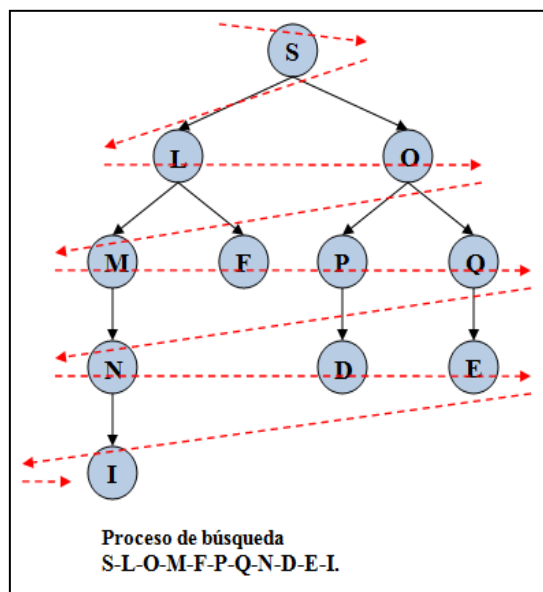 S
L O
M F P Q
N D E
I
Proceso de búsqueda
S-L-O-M-F-P-Q-N-D-E-I.